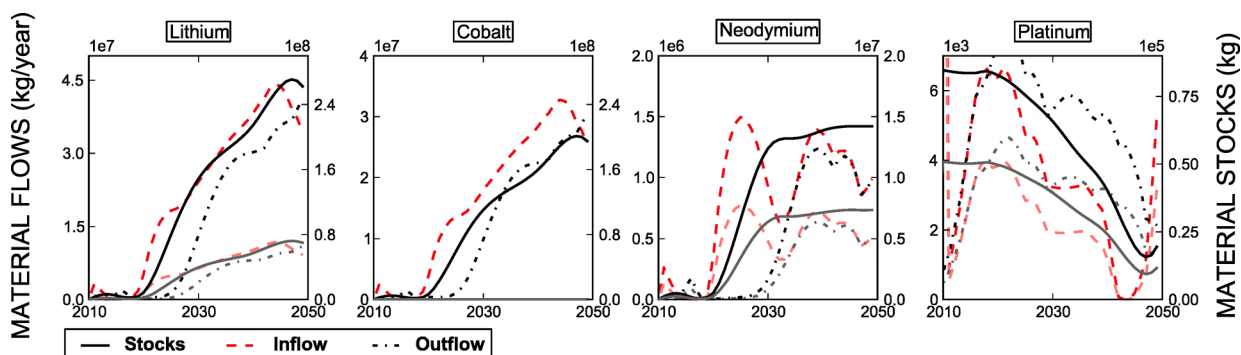 Lithium
Cobalt
Neodymium
Platinum
1e7
1e8
1e7
1e8
1e6
1e7
1e3
1e5
MATERIAL FLOWS (kg/year)
4.5
3.0
1.5
0.0
2.4
1.6
0.8
0.0
4
3
2
1
0
2.4
1.6
0.8
0.0
2.0
1.5
1.0
0.5
0.0
2.0
1.5
1.0
0.5
0.0
6
4
2
0
0.75
0.50
0.25
0.00
MATERIAL STOCKS (kg)
2010
2030
2050
2010
2030
2050
2010
2030
2050
2010
2030
2050
Stocks
Inflow
Outflow